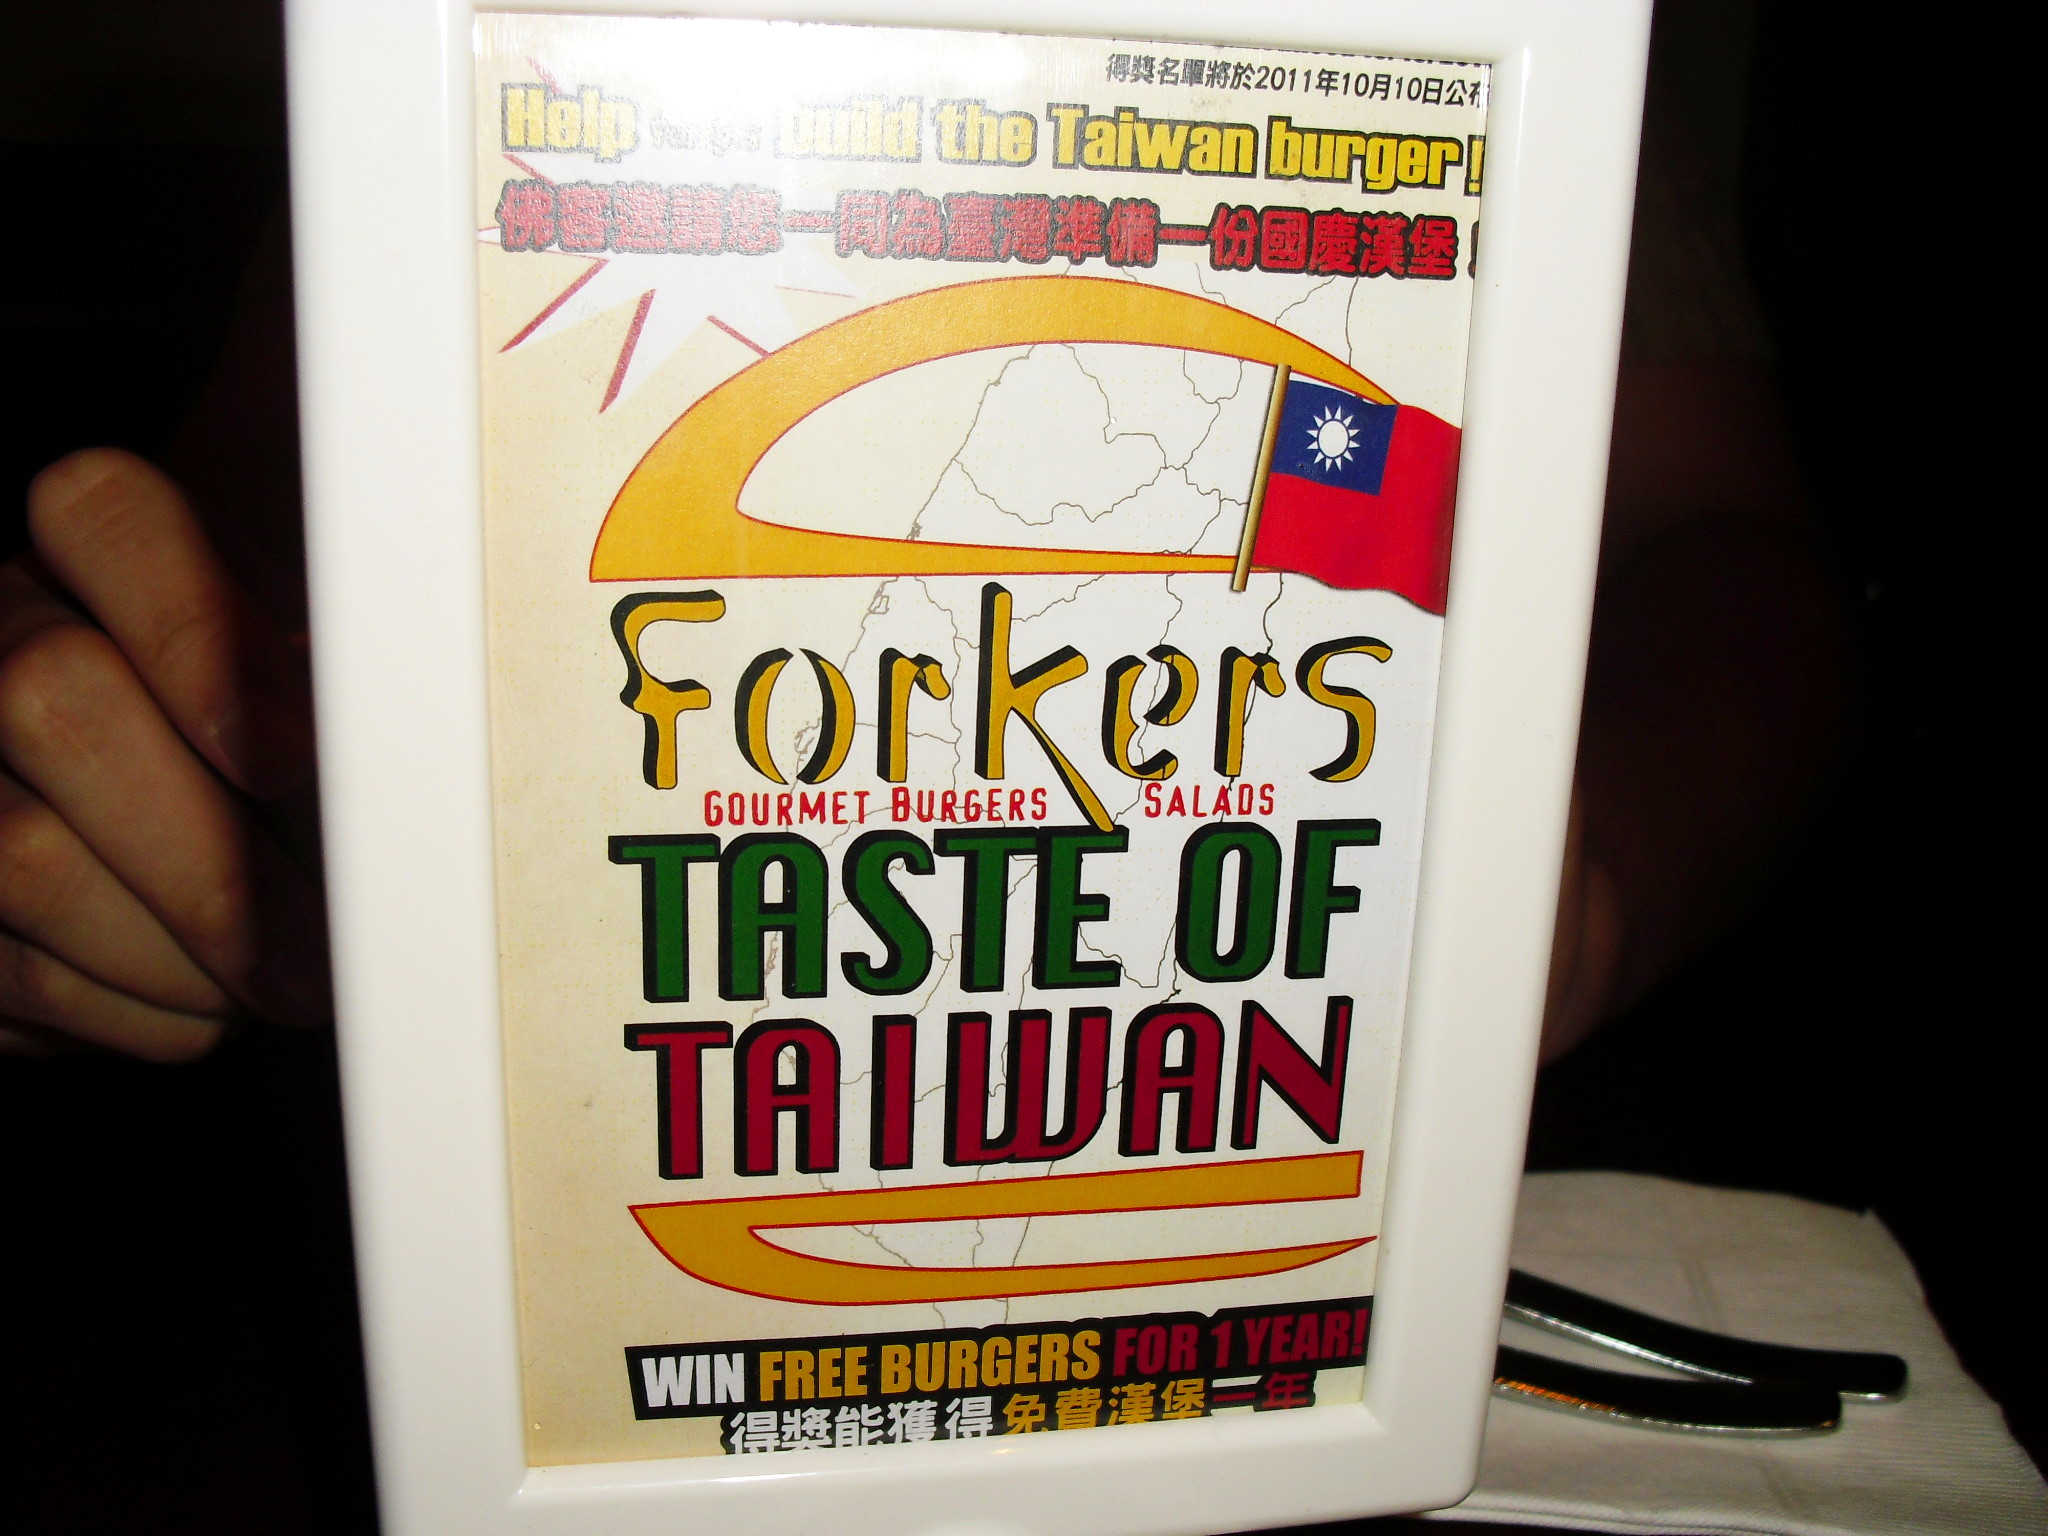 得獎名單將於2011年10月10日公布
Help build the Taiwan burger!
佛客邀請您一同為臺灣準備一份國慶漢堡！
Forkers
GOURMET BURGERS SALADS
TASTE OF
TAIWAN
WIN FREE BURGERS FOR 1 YEAR!
得獎能獲得免費漢堡一年